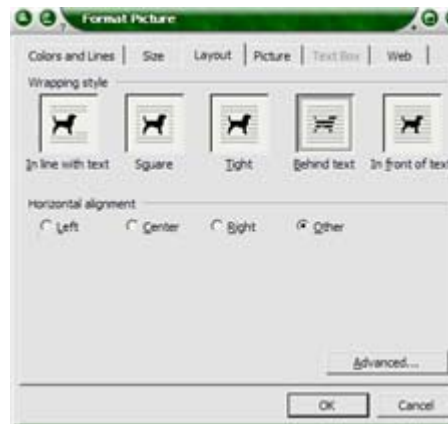 Format Picture
Colors and Lines Size Layout Picture Text Box Web
Wrapping style
In line with text Square Tight Behind text In front of text
Horizontal alignment
Left Center Right Other
Advanced...
OK Cancel